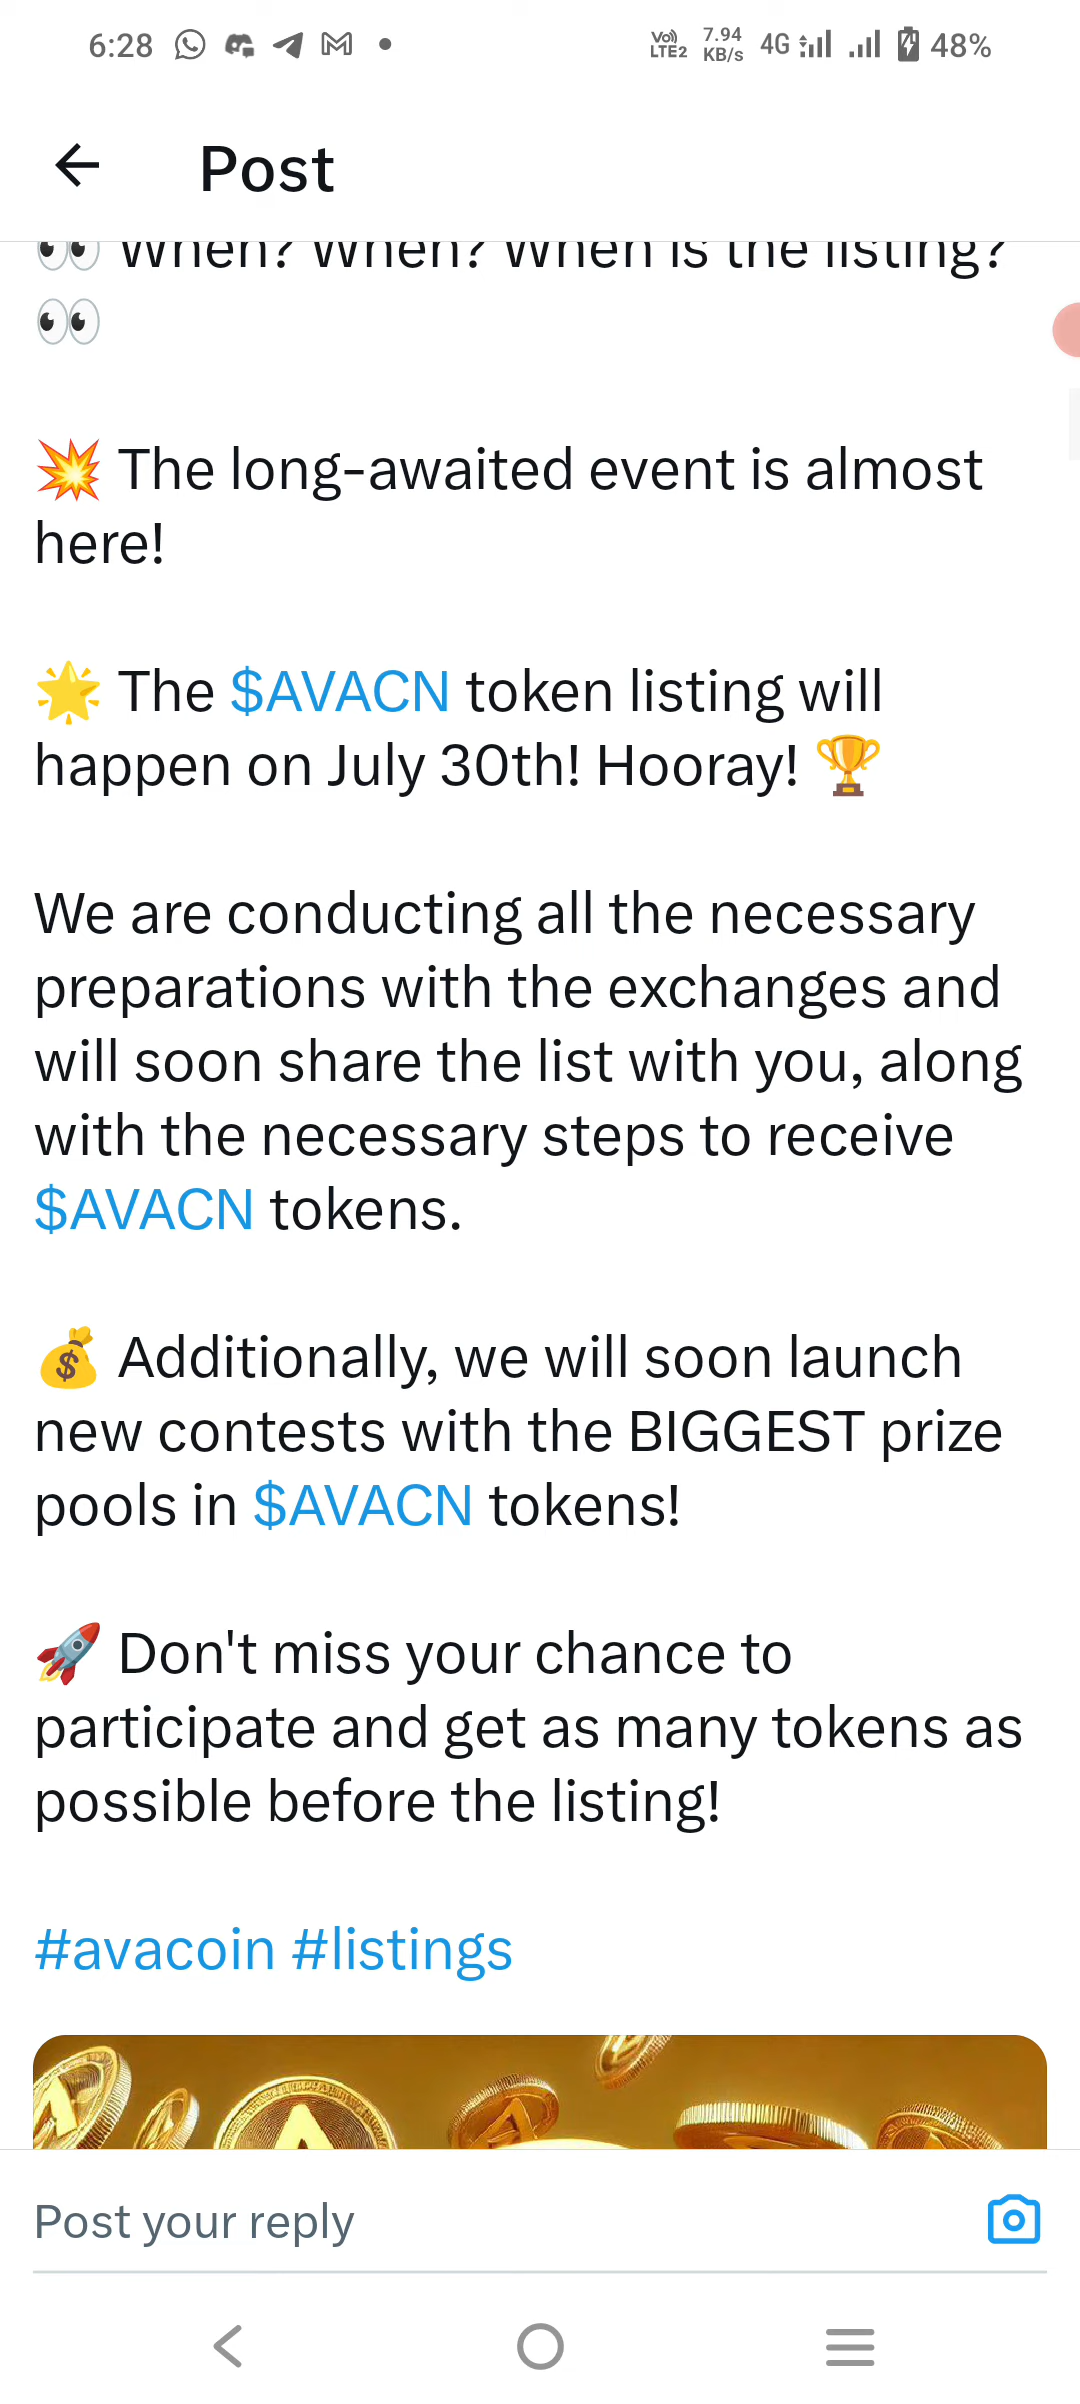 6:28 VoLTE2 7.94 KB/s 4G 48%
Post
👀 When? When? When is the listing?
👀
💥 The long-awaited event is almost
here!
🌟 The $AVACN token listing will
happen on July 30th! Hooray! 🏆
We are conducting all the necessary
preparations with the exchanges and
will soon share the list with you, along
with the necessary steps to receive
$AVACN tokens.
💰 Additionally, we will soon launch
new contests with the BIGGEST prize
pools in $AVACN tokens!
🚀 Don't miss your chance to
participate and get as many tokens as
possible before the listing!
#avacoin #listings
Post your reply